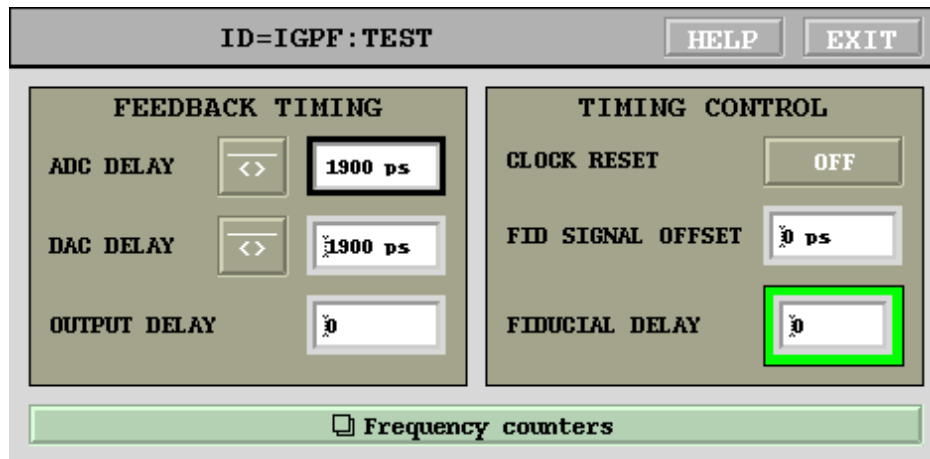 ID=IGPF:TEST HELP EXIT
FEEDBACK TIMING
ADC DELAY <> 1900 ps
DAC DELAY <> 1900 ps
OUTPUT DELAY 0
TIMING CONTROL
CLOCK RESET OFF
FID SIGNAL OFFSET 0 ps
FIDUCIAL DELAY 0
Frequency counters